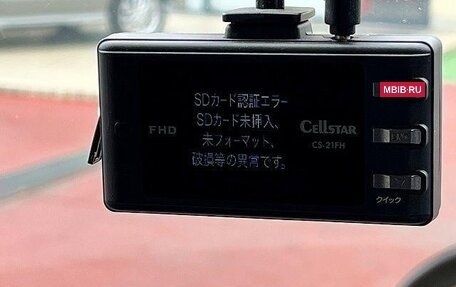 SDカード認証エラー
SDカード未挿入、
未フォーマット、
破損等の異常です。
FHD
CELLSTAR
CS-21FH
MBIB.RU
クイック